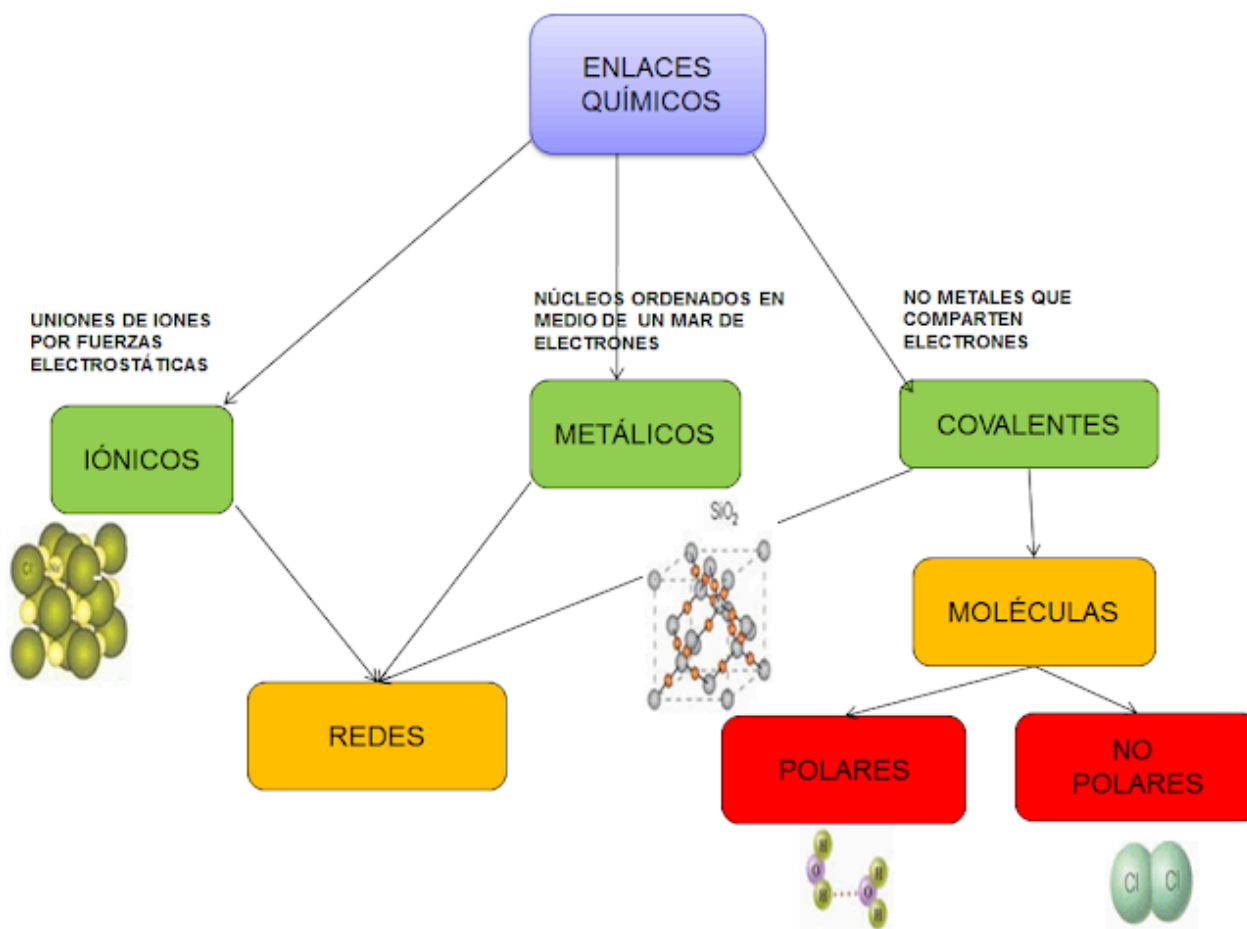 ENLACES
QUÍMICOS
UNIONES DE IONES
POR FUERZAS
ELECTROSTÁTICAS
NÚCLEOS ORDENADOS EN
MEDIO DE UN MAR DE
ELECTRONES
NO METALES QUE
COMPARTEN
ELECTRONES
IÓNICOS
METÁLICOS
COVALENTES
Cl
SiO₂
MOLÉCULAS
REDES
POLARES
NO
POLARES
H
O
H
O
H
H
Cl Cl